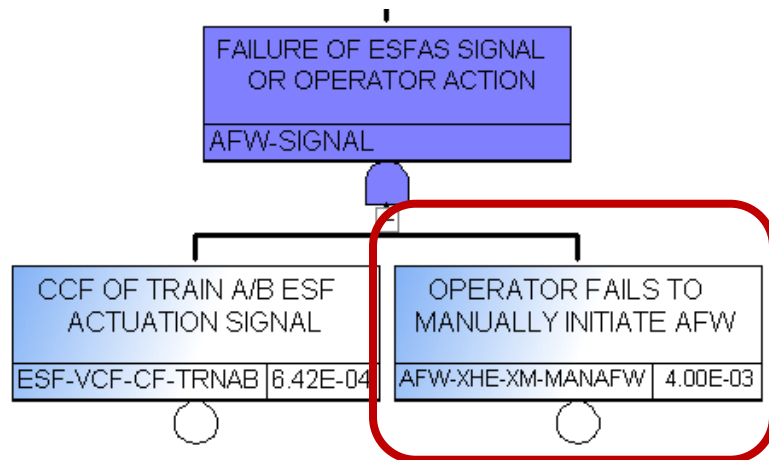 FAILURE OF ESFAS SIGNAL
OR OPERATOR ACTION
AFW-SIGNAL
CCF OF TRAIN A/B ESF
ACTUATION SIGNAL
ESF-VCF-CF-TRNAB 6.42E-04
OPERATOR FAILS TO
MANUALLY INITIATE AFW
AFW-XHE-XM-MANAFW 4.00E-03